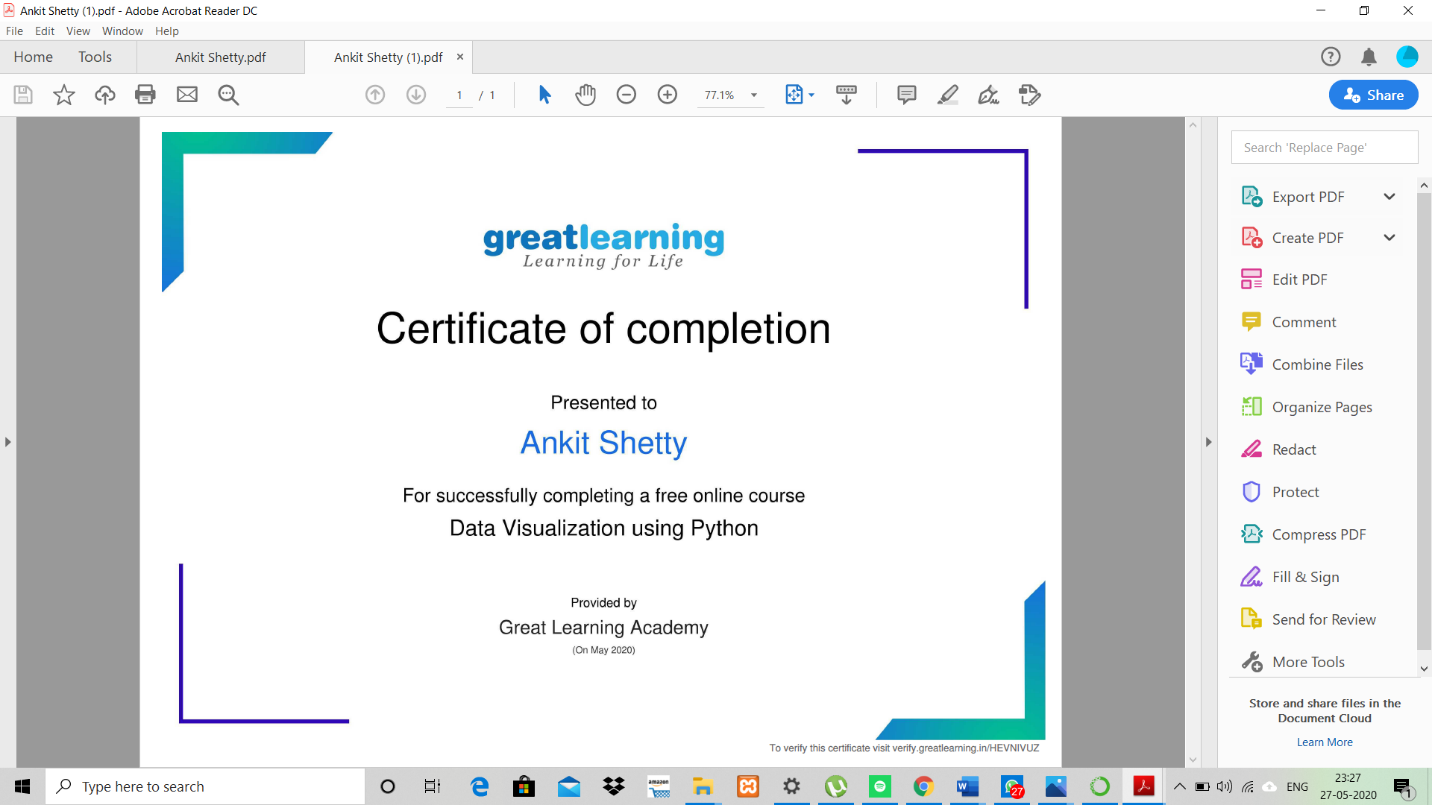 Ankit Shetty (1).pdf - Adobe Acrobat Reader DC
File Edit View Window Help
Home Tools Ankit Shetty.pdf Ankit Shetty (1).pdf ×
1 / 1 77.1% Share
greatlearning
Learning for Life
Certificate of completion
Presented to
Ankit Shetty
For successfully completing a free online course
Data Visualization using Python
Provided by
Great Learning Academy
(On May 2020)
To verify this certificate visit verify.greatlearning.in/HEVNIVUZ
Search 'Replace Page'
Export PDF
Create PDF
Edit PDF
Comment
Combine Files
Organize Pages
Redact
Protect
Compress PDF
Fill & Sign
Send for Review
More Tools
Store and share files in the
Document Cloud
Learn More
Type here to search
amazon
27
ENG
23:27
27-05-2020
1